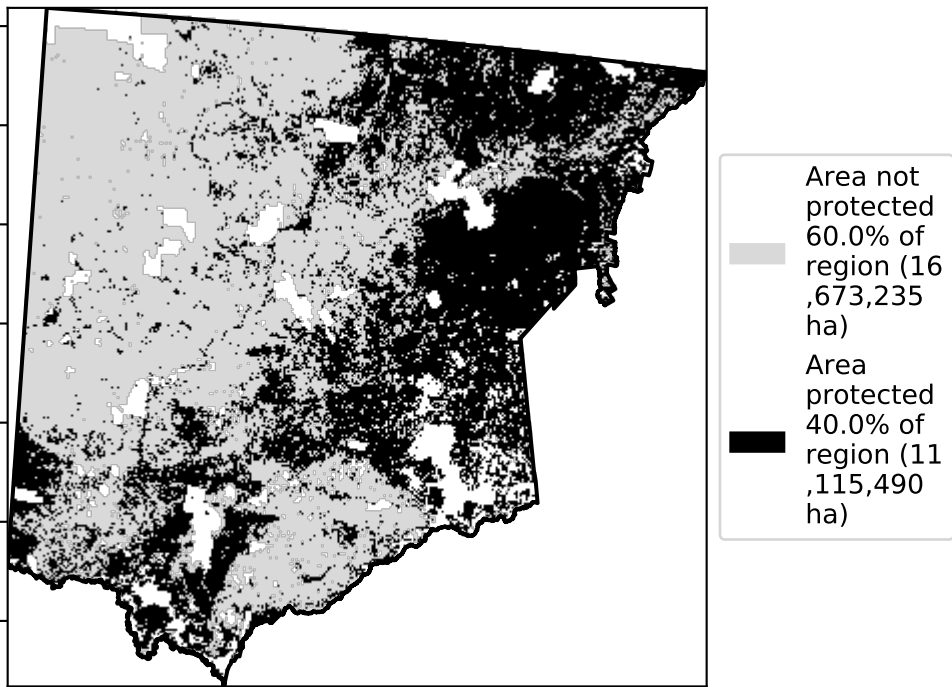 Area not
protected
60.0% of
region (16
,673,235
ha)
Area
protected
40.0% of
region (11
,115,490
ha)